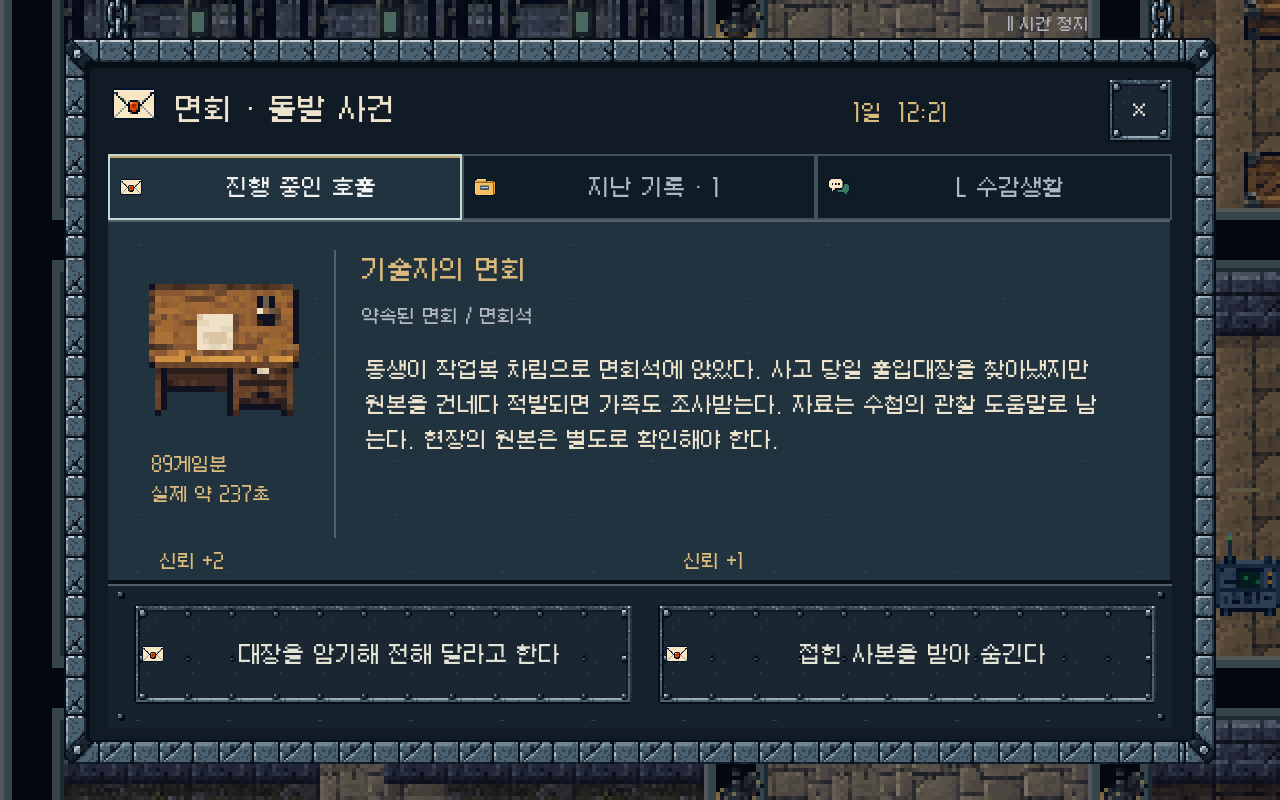 ‖ 시간 정지
면회 · 돌발 사건
1일 12:21
×
진행 중인 호출
지난 기록 · 1
L 수감생활
기술자의 면회
약속된 면회 / 면회석
동생이 작업복 차림으로 면회석에 앉았다. 사고 당일 출입대장을 찾아냈지만
원본을 건네다 적발되면 가족도 조사받는다. 자료는 수첩의 관찰 도움말로 남
는다. 현장의 원본은 별도로 확인해야 한다.
89게임분
실제 약 237초
신뢰 +2
신뢰 +1
대장을 암기해 전해 달라고 한다
접힌 사본을 받아 숨긴다